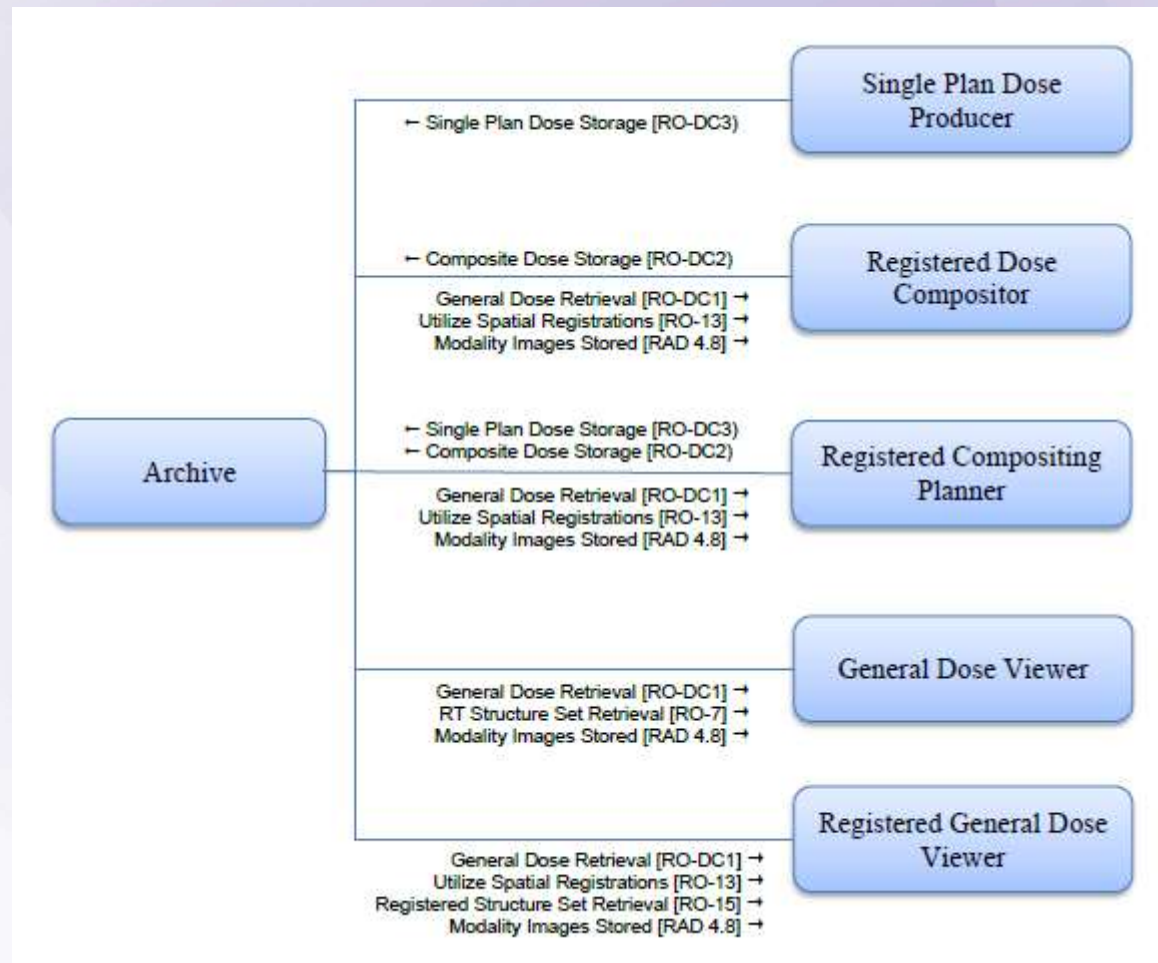 Single Plan Dose
Producer
← Single Plan Dose Storage [RO-DC3)
← Composite Dose Storage [RO-DC2)
Registered Dose
Compositor
General Dose Retrieval [RO-DC1] →
Utilize Spatial Registrations [RO-13] →
Modality Images Stored [RAD 4.8] →
← Single Plan Dose Storage [RO-DC3)
← Composite Dose Storage [RO-DC2)
Archive
Registered Compositing
Planner
General Dose Retrieval [RO-DC1] →
Utilize Spatial Registrations [RO-13] →
Modality Images Stored [RAD 4.8] →
General Dose Viewer
General Dose Retrieval [RO-DC1] →
RT Structure Set Retrieval [RO-7] →
Modality Images Stored [RAD 4.8] →
Registered General Dose
Viewer
General Dose Retrieval [RO-DC1] →
Utilize Spatial Registrations [RO-13] →
Registered Structure Set Retrieval [RO-15] →
Modality Images Stored [RAD 4.8] →